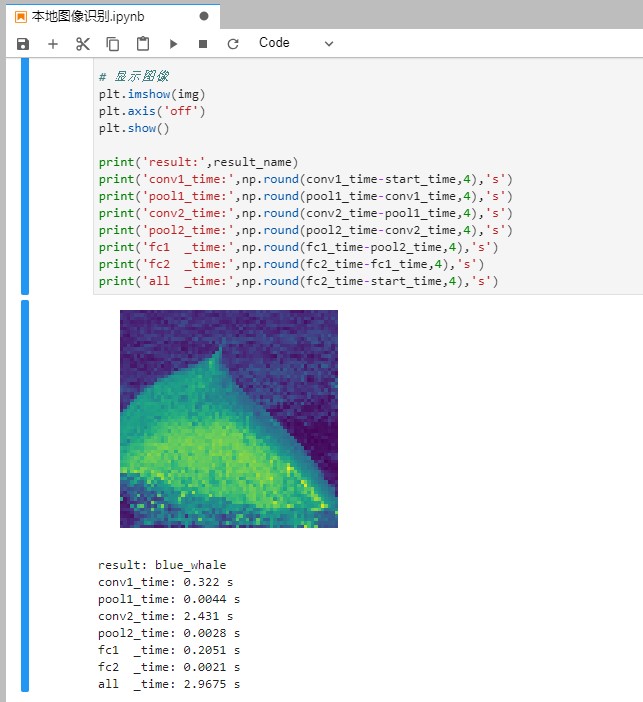 本地图像识别.ipynb
Code
# 显示图像
plt.imshow(img)
plt.axis('off')
plt.show()
print('result:',result_name)
print('conv1_time:',np.round(conv1_time-start_time,4),'s')
print('pool1_time:',np.round(pool1_time-conv1_time,4),'s')
print('conv2_time:',np.round(conv2_time-pool1_time,4),'s')
print('pool2_time:',np.round(pool2_time-conv2_time,4),'s')
print('fc1  _time:',np.round(fc1_time-pool2_time,4),'s')
print('fc2  _time:',np.round(fc2_time-fc1_time,4),'s')
print('all  _time:',np.round(fc2_time-start_time,4),'s')
result: blue_whale
conv1_time: 0.322 s
pool1_time: 0.0044 s
conv2_time: 2.431 s
pool2_time: 0.0028 s
fc1  _time: 0.2051 s
fc2  _time: 0.0021 s
all  _time: 2.9675 s